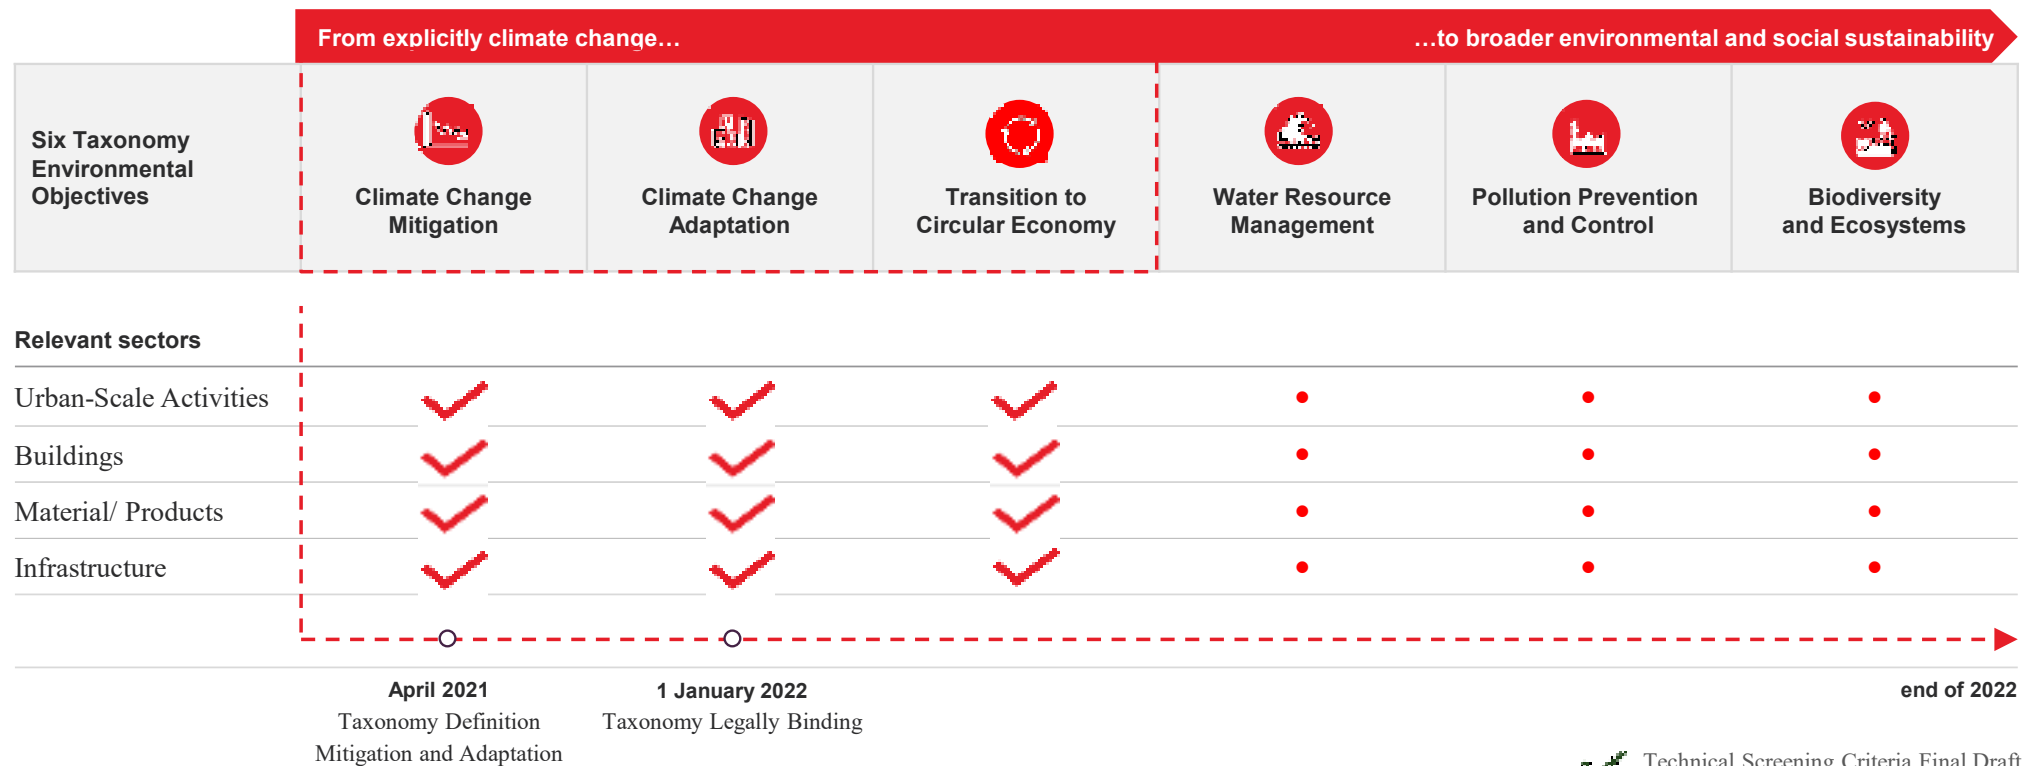 From explicitly climate change…
…to broader environmental and social sustainability
Six Taxonomy
Environmental
Objectives
Climate Change
Mitigation
Climate Change
Adaptation
Transition to
Circular Economy
Water Resource
Management
Pollution Prevention
and Control
Biodiversity
and Ecosystems
Relevant sectors
Urban-Scale Activities
Buildings
Material/ Products
Infrastructure
April 2021
Taxonomy Definition
Mitigation and Adaptation
1 January 2022
Taxonomy Legally Binding
end of 2022
Technical Screening Criteria Final Draft